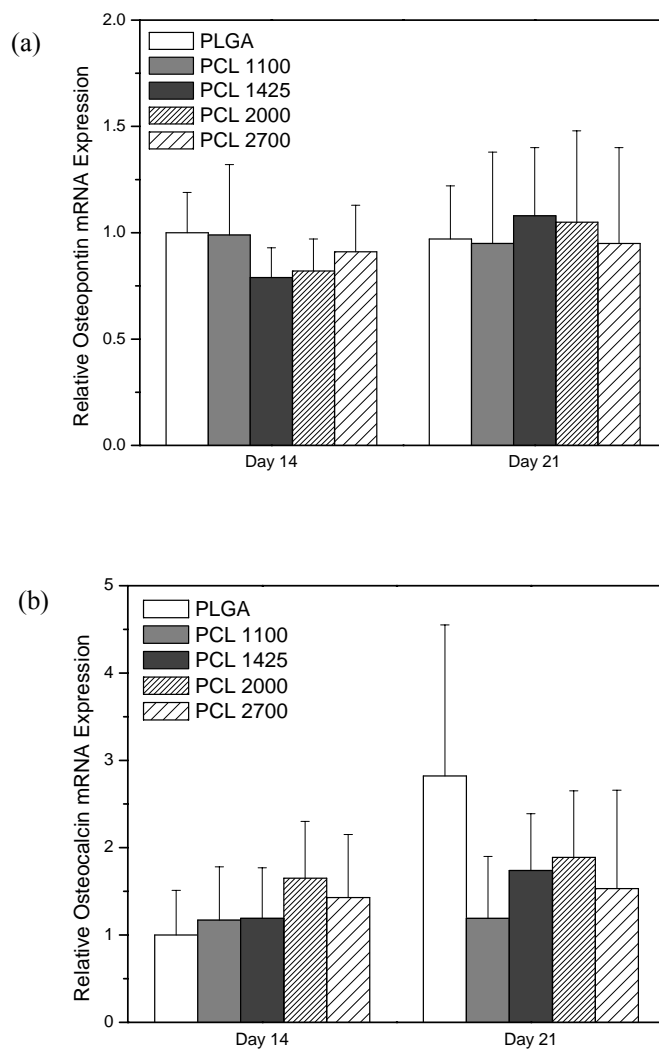 (a)
Relative Osteopontin mRNA Expression
2.0
1.5
1.0
0.5
0.0
PLGA
PCL 1100
PCL 1425
PCL 2000
PCL 2700
Day 14
Day 21
(b)
Relative Osteocalcin mRNA Expression
5
4
3
2
1
0
PLGA
PCL 1100
PCL 1425
PCL 2000
PCL 2700
Day 14
Day 21